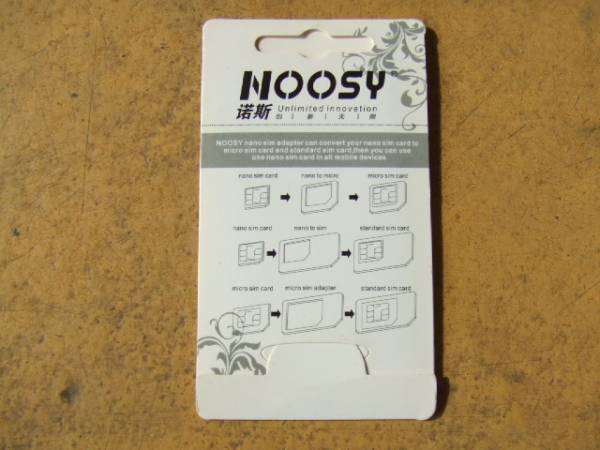 NOOSY®
诺斯 Unlimited innovation
创 | 新 | 无 | 限
NOOSY nano sim adapter can convert your nano sim card to
micro sim card and standard sim card,then you can use
one nano sim card in all mobile devices
nano sim card nano to micro micro sim card
nano sim card nano to sim standard sim card
micro sim card micro sim adapter standard sim card